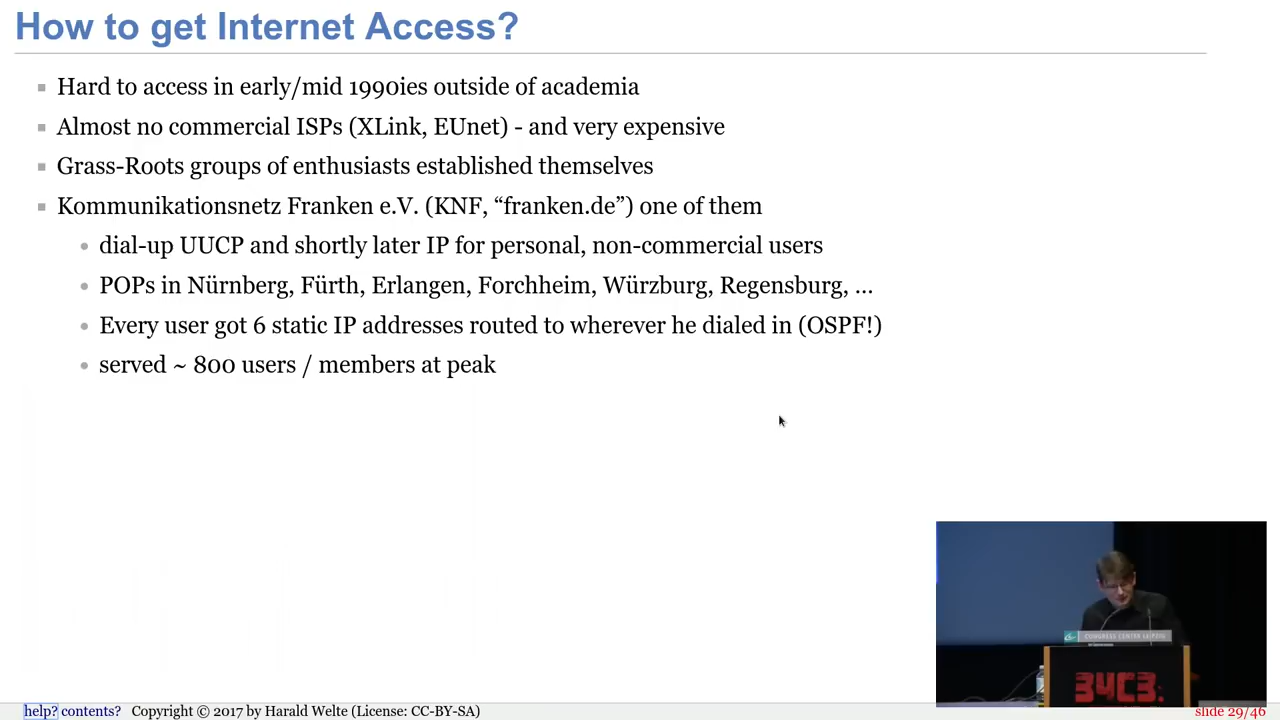 How to get Internet Access?
Hard to access in early/mid 1990ies outside of academia
Almost no commercial ISPs (XLink, EUnet) - and very expensive
Grass-Roots groups of enthusiasts established themselves
Kommunikationsnetz Franken e.V. (KNF, “franken.de”) one of them
dial-up UUCP and shortly later IP for personal, non-commercial users
POPs in Nürnberg, Fürth, Erlangen, Forchheim, Würzburg, Regensburg, ...
Every user got 6 static IP addresses routed to wherever he dialed in (OSPF!)
served ~ 800 users / members at peak
CONGRESS CENTER LEIPZIG
34C3.
help? contents? Copyright © 2017 by Harald Welte (License: CC-BY-SA)
slide 29/46